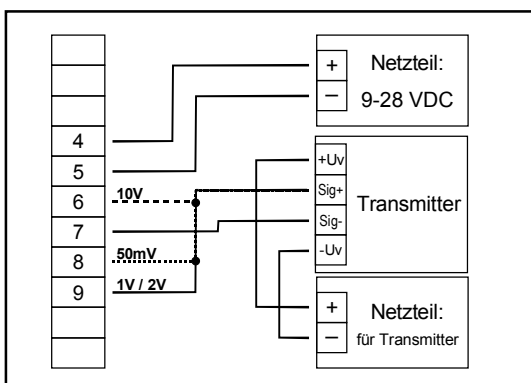 4
5
6
7
8
9
10V
50mV
1V / 2V
+
−
Netzteil:
9-28 VDC
+Uv
Sig+
Sig-
-Uv
Transmitter
+
−
Netzteil:
für Transmitter